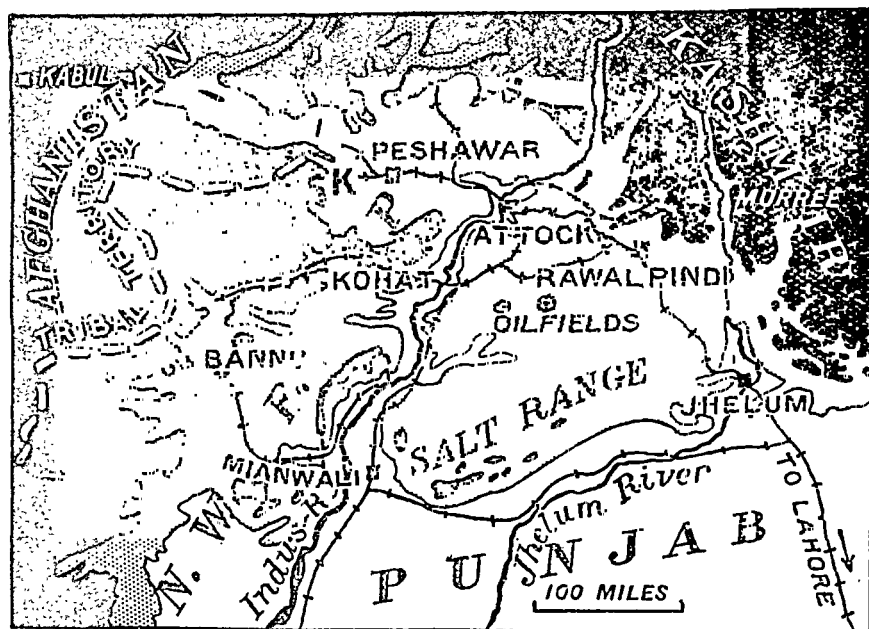 KABUL
AFGHANISTAN
KASHMIR
PESHAWAR
K
MURREE
TRIBAL TERRITORY
ATTOCK
KOHAT
RAWALPINDI
OILFIELDS
BANNU
SALT RANGE
JHELUM
MIANWALI
N. W.
Indus R.
Jhelum River
TO LAHORE
PUNJAB
100 MILES